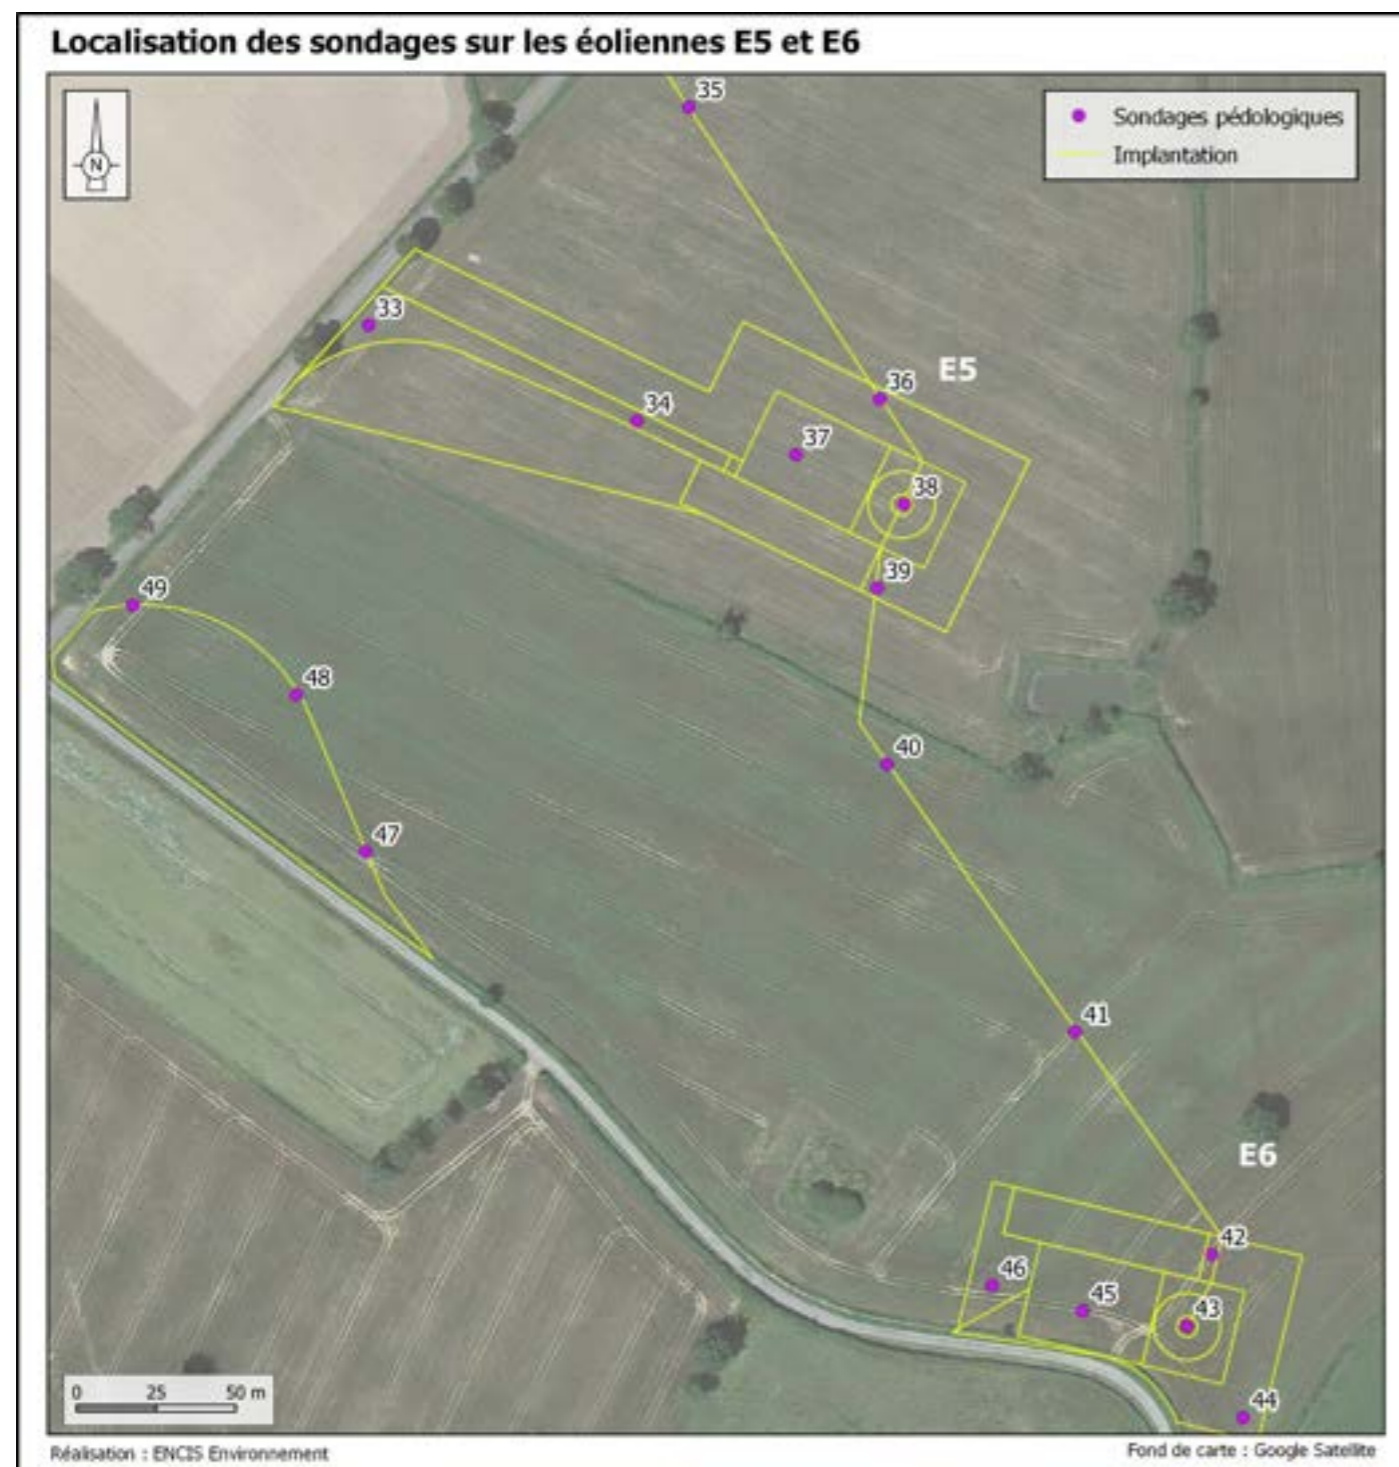 Localisation des sondages sur les éoliennes E5 et E6
N
Sondages pédologiques
Implantation
35
33
36
E5
34
37
38
39
49
48
40
47
41
E6
42
46
45
43
44
0 25 50 m
Réalisation : ENCIS Environnement
Fond de carte : Google Satellite